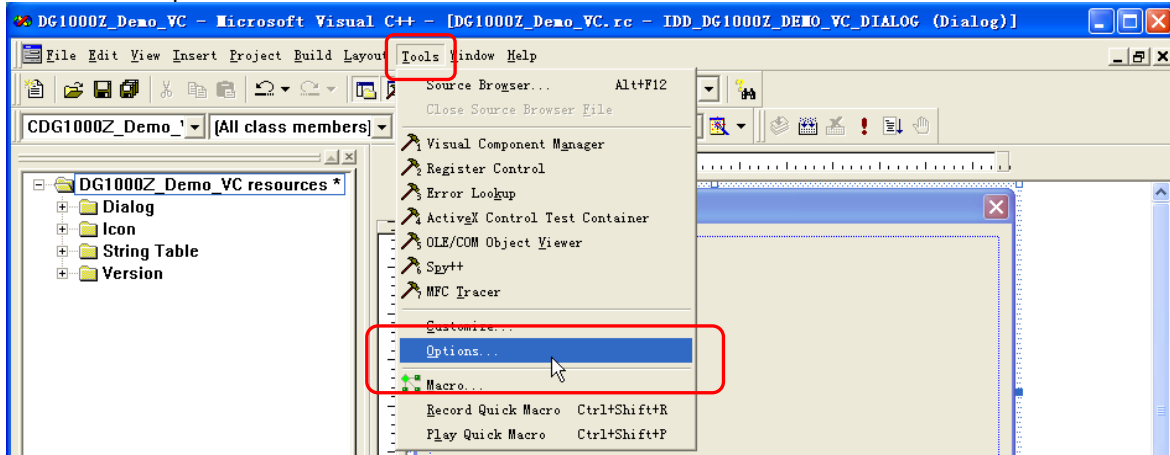 DG1000Z_Demo_VC - Microsoft Visual C++ - [DG1000Z_Demo_VC.rc - IDD_DG1000Z_DEMO_VC_DIALOG (Dialog)]
File Edit View Insert Project Build Layout Tools Window Help
CDG1000Z_Demo_' [All class members]
DG1000Z_Demo_VC resources *
Dialog
Icon
String Table
Version
Source Browser... Alt+F12
Close Source Browser File
Visual Component Manager
Register Control
Error Lookup
ActiveX Control Test Container
OLE/COM Object Viewer
Spy++
MFC Tracer
Customize...
Options...
Macro...
Record Quick Macro Ctrl+Shift+R
Play Quick Macro Ctrl+Shift+P